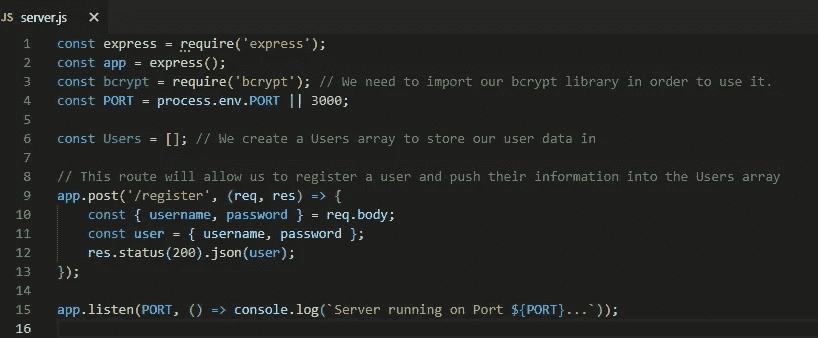 JS server.js ×
1 const express = require('express');
2 const app = express();
3 const bcrypt = require('bcrypt'); // We need to import our bcrypt library in order to use it.
4 const PORT = process.env.PORT || 3000;
5
6 const Users = []; // We create a Users array to store our user data in
7
8 // This route will allow us to register a user and push their information into the Users array
9 app.post('/register', (req, res) => {
10     const { username, password } = req.body;
11     const user = { username, password };
12     res.status(200).json(user);
13 });
14
15 app.listen(PORT, () => console.log(`Server running on Port ${PORT}...`));
16